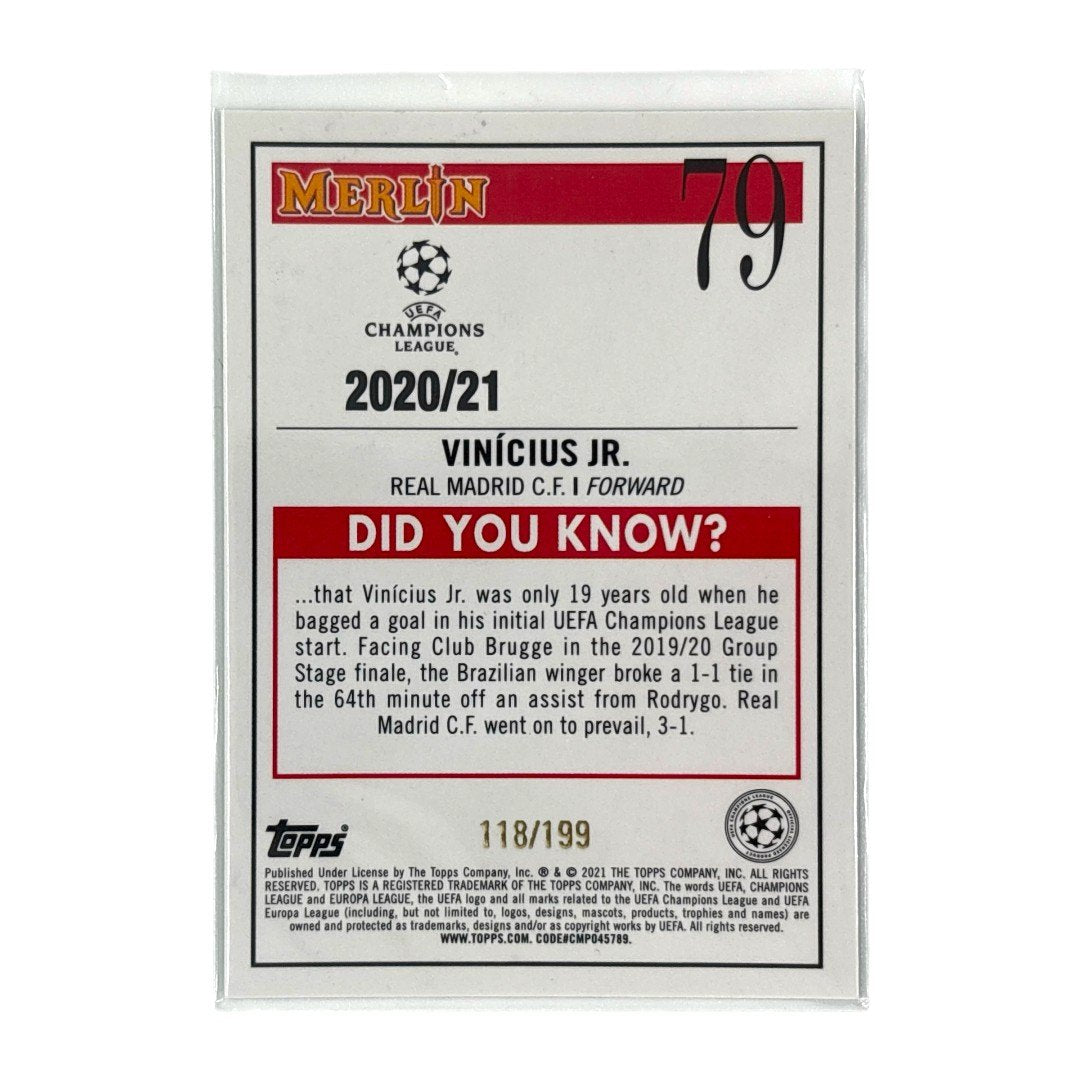 MERLIN
79
UEFA
CHAMPIONS
LEAGUE®
2020/21
VINÍCIUS JR.
REAL MADRID C.F. I FORWARD
DID YOU KNOW?
...that Vinícius Jr. was only 19 years old when he
bagged a goal in his initial UEFA Champions League
start. Facing Club Brugge in the 2019/20 Group
Stage finale, the Brazilian winger broke a 1-1 tie in
the 64th minute off an assist from Rodrygo. Real
Madrid C.F. went on to prevail, 3-1.
topps®
118/199
UEFA CHAMPIONS LEAGUE
OFFICIAL LICENSED PRODUCT
Published Under License by The Topps Company, Inc. ® & © 2021 THE TOPPS COMPANY, INC. ALL RIGHTS
RESERVED. TOPPS IS A REGISTERED TRADEMARK OF THE TOPPS COMPANY, INC. The words UEFA, CHAMPIONS
LEAGUE and EUROPA LEAGUE, the UEFA logo and all marks related to the UEFA Champions League and UEFA
Europa League (including, but not limited to, logos, designs, mascots, products, trophies and names) are
owned and protected as trademarks, designs and/or as copyright works by UEFA. All rights reserved.
WWW.TOPPS.COM. CODE#CMP045789.